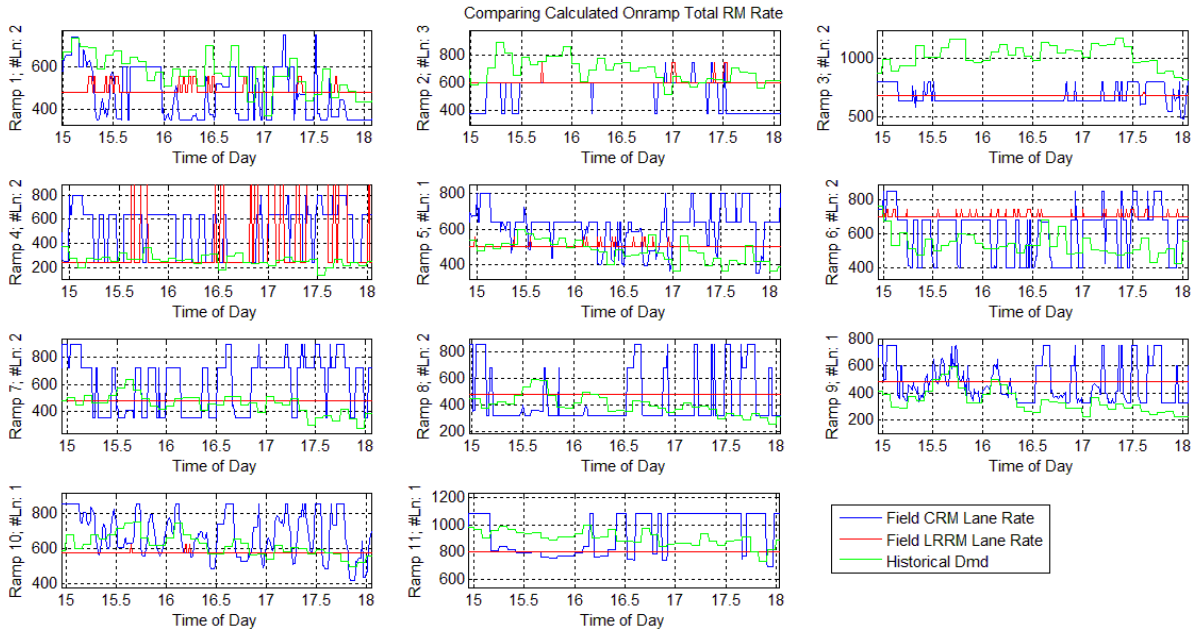 Comparing Calculated Onramp Total RM Rate
Ramp 1; #Ln: 2
600
400
15 15.5 16 16.5 17 17.5 18
Time of Day
Ramp 2; #Ln: 3
800
600
400
15 15.5 16 16.5 17 17.5 18
Time of Day
Ramp 3; #Ln: 2
1000
500
15 15.5 16 16.5 17 17.5 18
Time of Day
Ramp 4; #Ln: 2
800
600
400
200
15 15.5 16 16.5 17 17.5 18
Time of Day
Ramp 5; #Ln: 1
800
600
400
15 15.5 16 16.5 17 17.5 18
Time of Day
Ramp 6; #Ln: 2
800
600
400
15 15.5 16 16.5 17 17.5 18
Time of Day
Ramp 7; #Ln: 2
800
600
400
15 15.5 16 16.5 17 17.5 18
Time of Day
Ramp 8; #Ln: 2
800
600
400
200
15 15.5 16 16.5 17 17.5 18
Time of Day
Ramp 9; #Ln: 1
800
600
400
200
15 15.5 16 16.5 17 17.5 18
Time of Day
Ramp 10; #Ln: 1
800
600
400
15 15.5 16 16.5 17 17.5 18
Time of Day
Ramp 11; #Ln: 1
1200
1000
800
600
15 15.5 16 16.5 17 17.5 18
Time of Day
Field CRM Lane Rate
Field LRRM Lane Rate
Historical Dmd